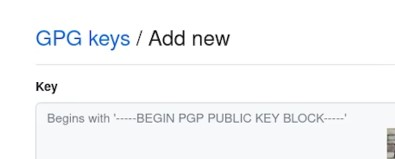 GPG keys / Add new
Key
Begins with '-----BEGIN PGP PUBLIC KEY BLOCK-----'